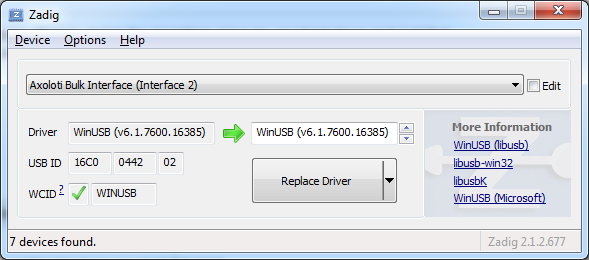 Zadig
Device Options Help
Axoloti Bulk Interface (Interface 2) Edit
Driver WinUSB (v6.1.7600.16385) WinUSB (v6.1.7600.16385)
USB ID 16C0 0442 02
WCID ? WINUSB
Replace Driver
More Information
WinUSB (libusb)
libusb-win32
libusbK
WinUSB (Microsoft)
7 devices found. Zadig 2.1.2.677